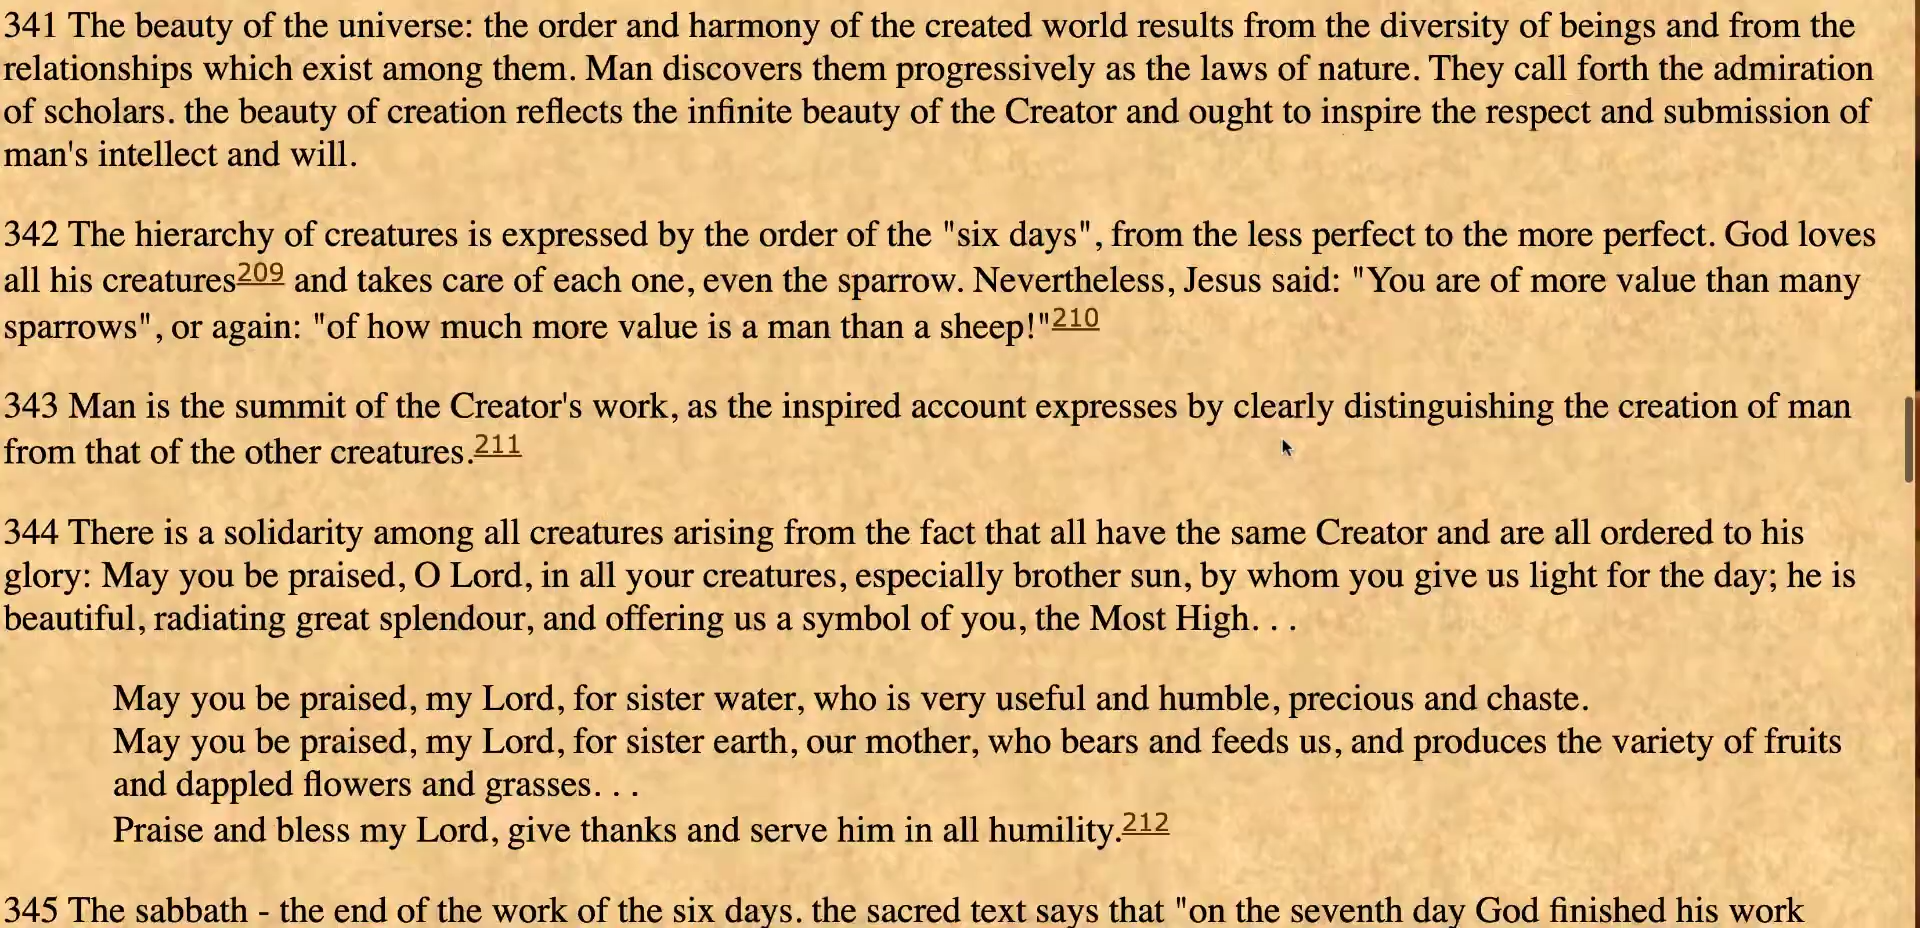 341 The beauty of the universe: the order and harmony of the created world results from the diversity of beings and from the
relationships which exist among them. Man discovers them progressively as the laws of nature. They call forth the admiration
of scholars. the beauty of creation reflects the infinite beauty of the Creator and ought to inspire the respect and submission of
man's intellect and will.
342 The hierarchy of creatures is expressed by the order of the "six days", from the less perfect to the more perfect. God loves
all his creatures209 and takes care of each one, even the sparrow. Nevertheless, Jesus said: "You are of more value than many
sparrows", or again: "of how much more value is a man than a sheep!"210
343 Man is the summit of the Creator's work, as the inspired account expresses by clearly distinguishing the creation of man
from that of the other creatures.211
344 There is a solidarity among all creatures arising from the fact that all have the same Creator and are all ordered to his
glory: May you be praised, O Lord, in all your creatures, especially brother sun, by whom you give us light for the day; he is
beautiful, radiating great splendour, and offering us a symbol of you, the Most High. . .
May you be praised, my Lord, for sister water, who is very useful and humble, precious and chaste.
May you be praised, my Lord, for sister earth, our mother, who bears and feeds us, and produces the variety of fruits
and dappled flowers and grasses. . .
Praise and bless my Lord, give thanks and serve him in all humility.212
345 The sabbath - the end of the work of the six days. the sacred text says that "on the seventh day God finished his work